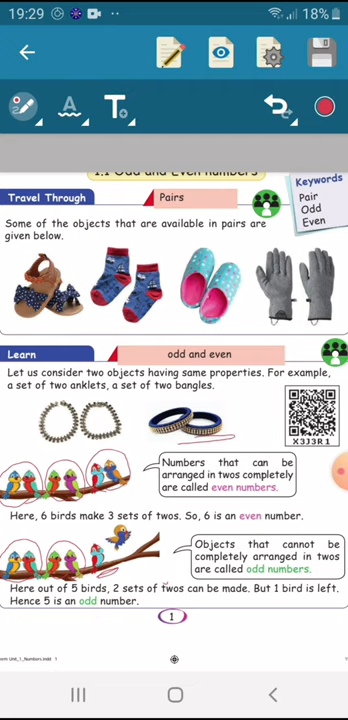 19:29
18%
A
T+
1.1 Odd and Even numbers
Keywords
Pair
Odd
Even
Travel Through
Pairs
Some of the objects that are available in pairs are
given below.
Learn
odd and even
Let us consider two objects having same properties. For example,
a set of two anklets, a set of two bangles.
X3J3R1
Numbers that can be
arranged in twos completely
are called even numbers.
Here, 6 birds make 3 sets of twos. So, 6 is an even number.
Objects that cannot be
completely arranged in twos
are called odd numbers.
Here out of 5 birds, 2 sets of twos can be made. But 1 bird is left.
Hence 5 is an odd number.
1